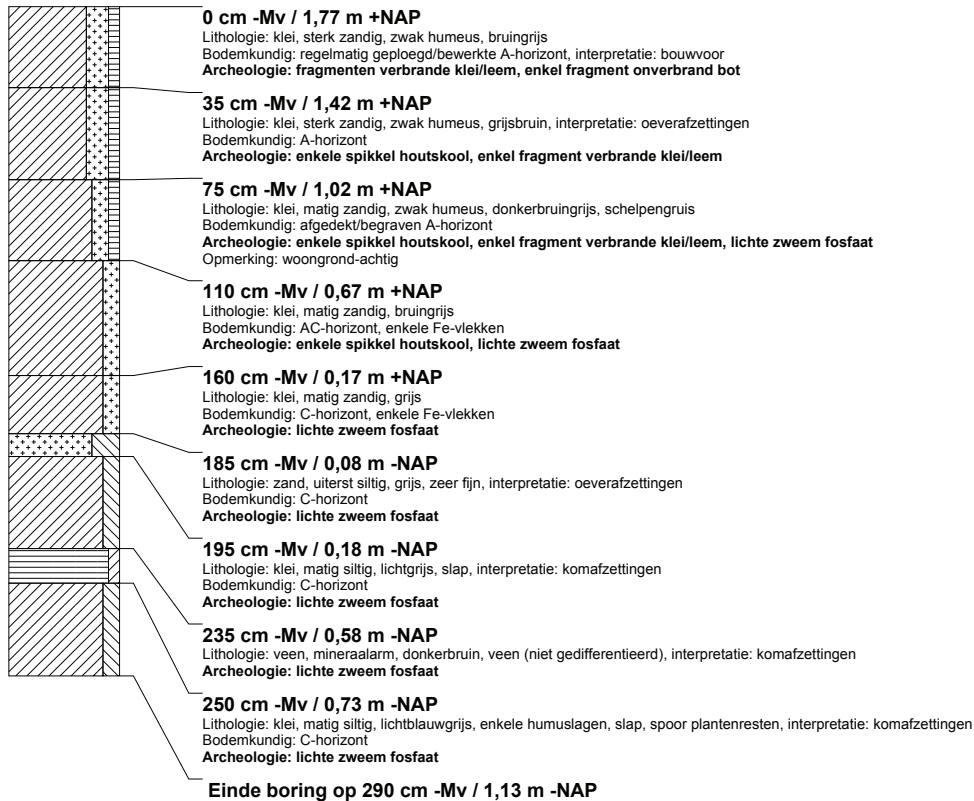 0 cm -Mv / 1,77 m +NAP
Lithologie: klei, sterk zandig, zwak humeus, bruingrijs
Bodemkundig: regelmatig geploegd/bewerkte A-horizont, interpretatie: bouwvoor
Archeologie: fragmenten verbrande klei/leem, enkel fragment onverbrand bot
35 cm -Mv / 1,42 m +NAP
Lithologie: klei, sterk zandig, zwak humeus, grijsbruin, interpretatie: oeverafzettingen
Bodemkundig: A-horizont
Archeologie: enkele spikkel houtskool, enkel fragment verbrande klei/leem
75 cm -Mv / 1,02 m +NAP
Lithologie: klei, matig zandig, zwak humeus, donkerbruingrijs, schelpengruis
Bodemkundig: afgedekt/begraven A-horizont
Archeologie: enkele spikkel houtskool, enkel fragment verbrande klei/leem, lichte zweem fosfaat
Opmerking: woongrond-achtig
110 cm -Mv / 0,67 m +NAP
Lithologie: klei, matig zandig, bruingrijs
Bodemkundig: AC-horizont, enkele Fe-vlekken
Archeologie: enkele spikkel houtskool, lichte zweem fosfaat
160 cm -Mv / 0,17 m +NAP
Lithologie: klei, matig zandig, grijs
Bodemkundig: C-horizont, enkele Fe-vlekken
Archeologie: lichte zweem fosfaat
185 cm -Mv / 0,08 m -NAP
Lithologie: zand, uiterst siltig, grijs, zeer fijn, interpretatie: oeverafzettingen
Bodemkundig: C-horizont
Archeologie: lichte zweem fosfaat
195 cm -Mv / 0,18 m -NAP
Lithologie: klei, matig siltig, lichtgrijs, slap, interpretatie: komafzettingen
Bodemkundig: C-horizont
Archeologie: lichte zweem fosfaat
235 cm -Mv / 0,58 m -NAP
Lithologie: veen, mineraalarm, donkerbruin, veen (niet gedifferentieerd), interpretatie: komafzettingen
Archeologie: lichte zweem fosfaat
250 cm -Mv / 0,73 m -NAP
Lithologie: klei, matig siltig, lichtblauwgrijs, enkele humuslagen, slap, spoor plantenresten, interpretatie: komafzettingen
Bodemkundig: C-horizont
Archeologie: lichte zweem fosfaat
Einde boring op 290 cm -Mv / 1,13 m -NAP